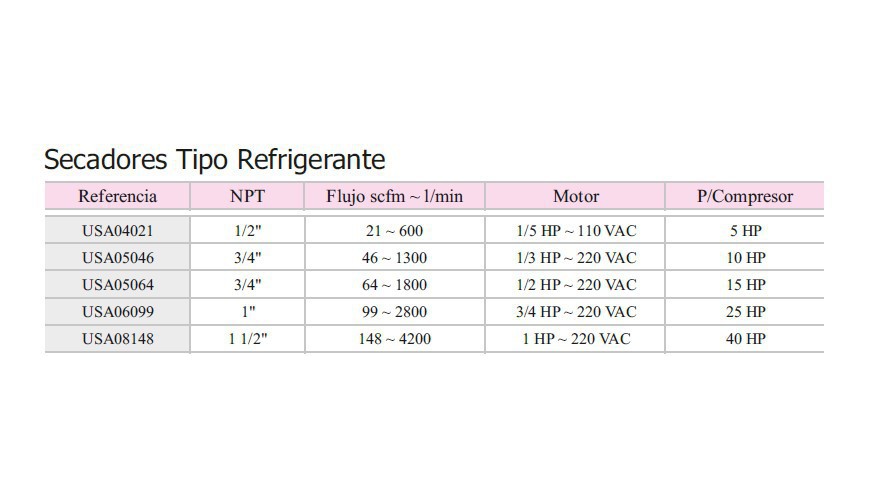 Secadores Tipo Refrigerante
Referencia NPT Flujo scfm ~ l/min Motor P/Compresor
USA04021 1/2" 21 ~ 600 1/5 HP ~ 110 VAC 5 HP
USA05046 3/4" 46 ~ 1300 1/3 HP ~ 220 VAC 10 HP
USA05064 3/4" 64 ~ 1800 1/2 HP ~ 220 VAC 15 HP
USA06099 1" 99 ~ 2800 3/4 HP ~ 220 VAC 25 HP
USA08148 1 1/2" 148 ~ 4200 1 HP ~ 220 VAC 40 HP